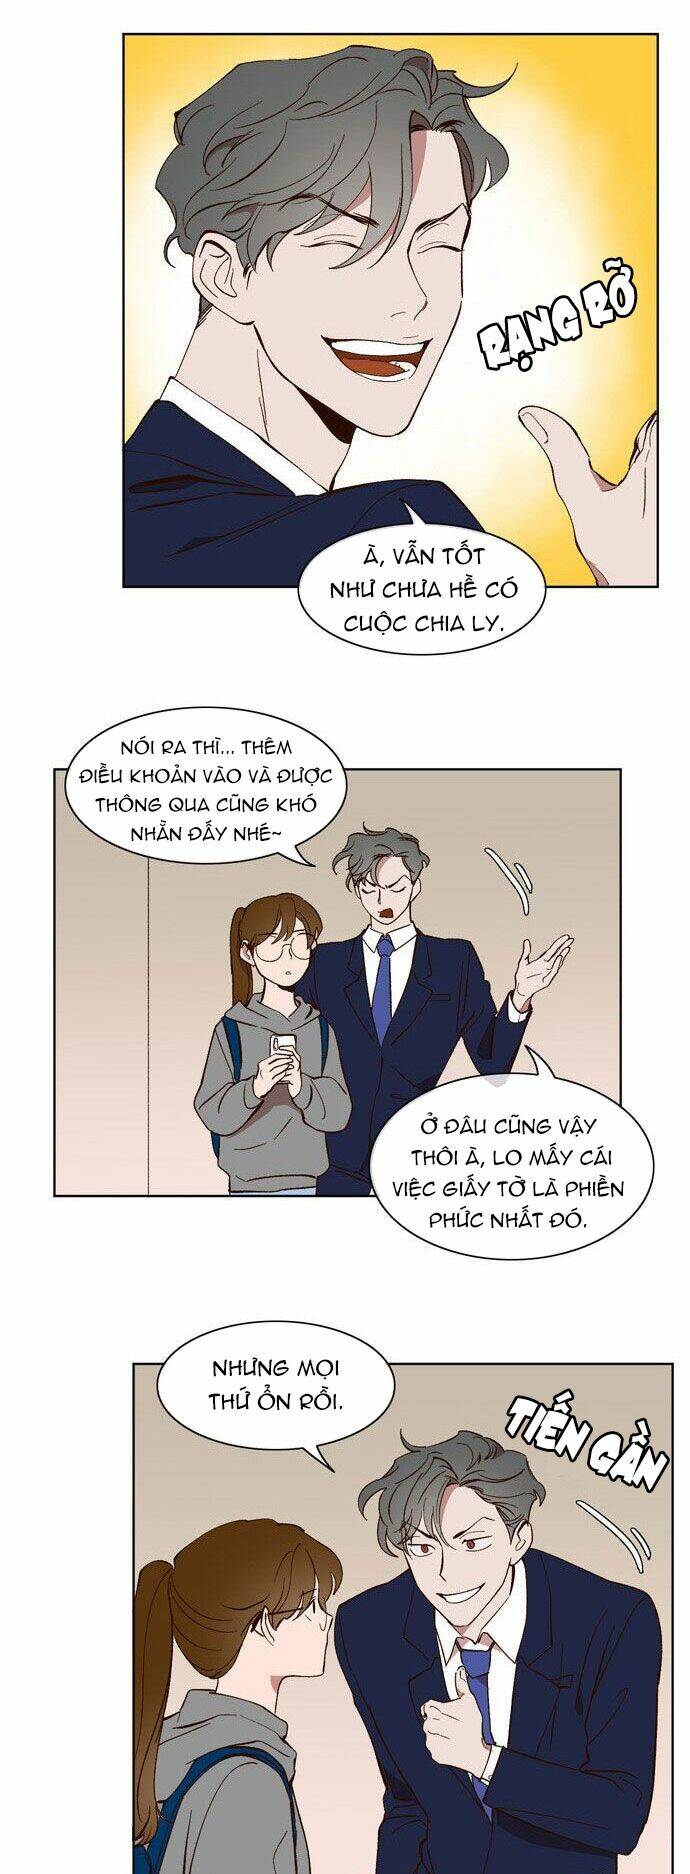 RẠNG RỠ
À, VẪN TỐT
NHƯ CHƯA HỀ CÓ
CUỘC CHIA LY.
NÓI RA THÌ... THÊM
ĐIỀU KHOẢN VÀO VÀ ĐƯỢC
THÔNG QUA CŨNG KHÓ
NHẰN ĐẤY NHÉ~
Ở ĐÂU CŨNG VẬY
THÔI À, LO MẤY CÁI
VIỆC GIẤY TỜ LÀ PHIỀN
PHỨC NHẤT ĐÓ.
NHƯNG MỌI
THỨ ỔN RỒI.
TIẾN GẦN